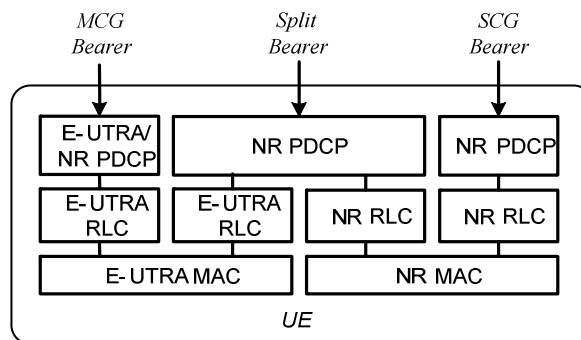 MCG Bearer
Split Bearer
SCG Bearer
E-UTRA/ NR PDCP
NR PDCP
NR PDCP
E-UTRA RLC
E-UTRA RLC
NR RLC
NR RLC
E-UTRA MAC
NR MAC
UE